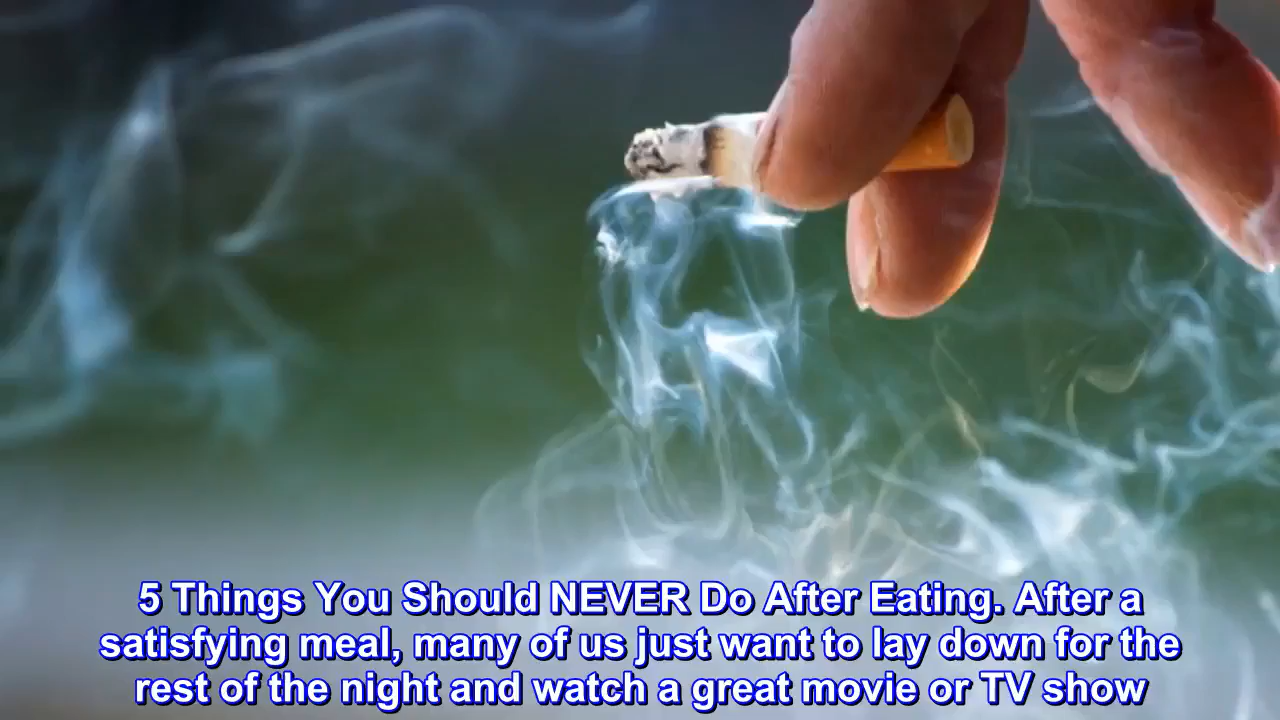 5 Things You Should NEVER Do After Eating. After a
satisfying meal, many of us just want to lay down for the
rest of the night and watch a great movie or TV show